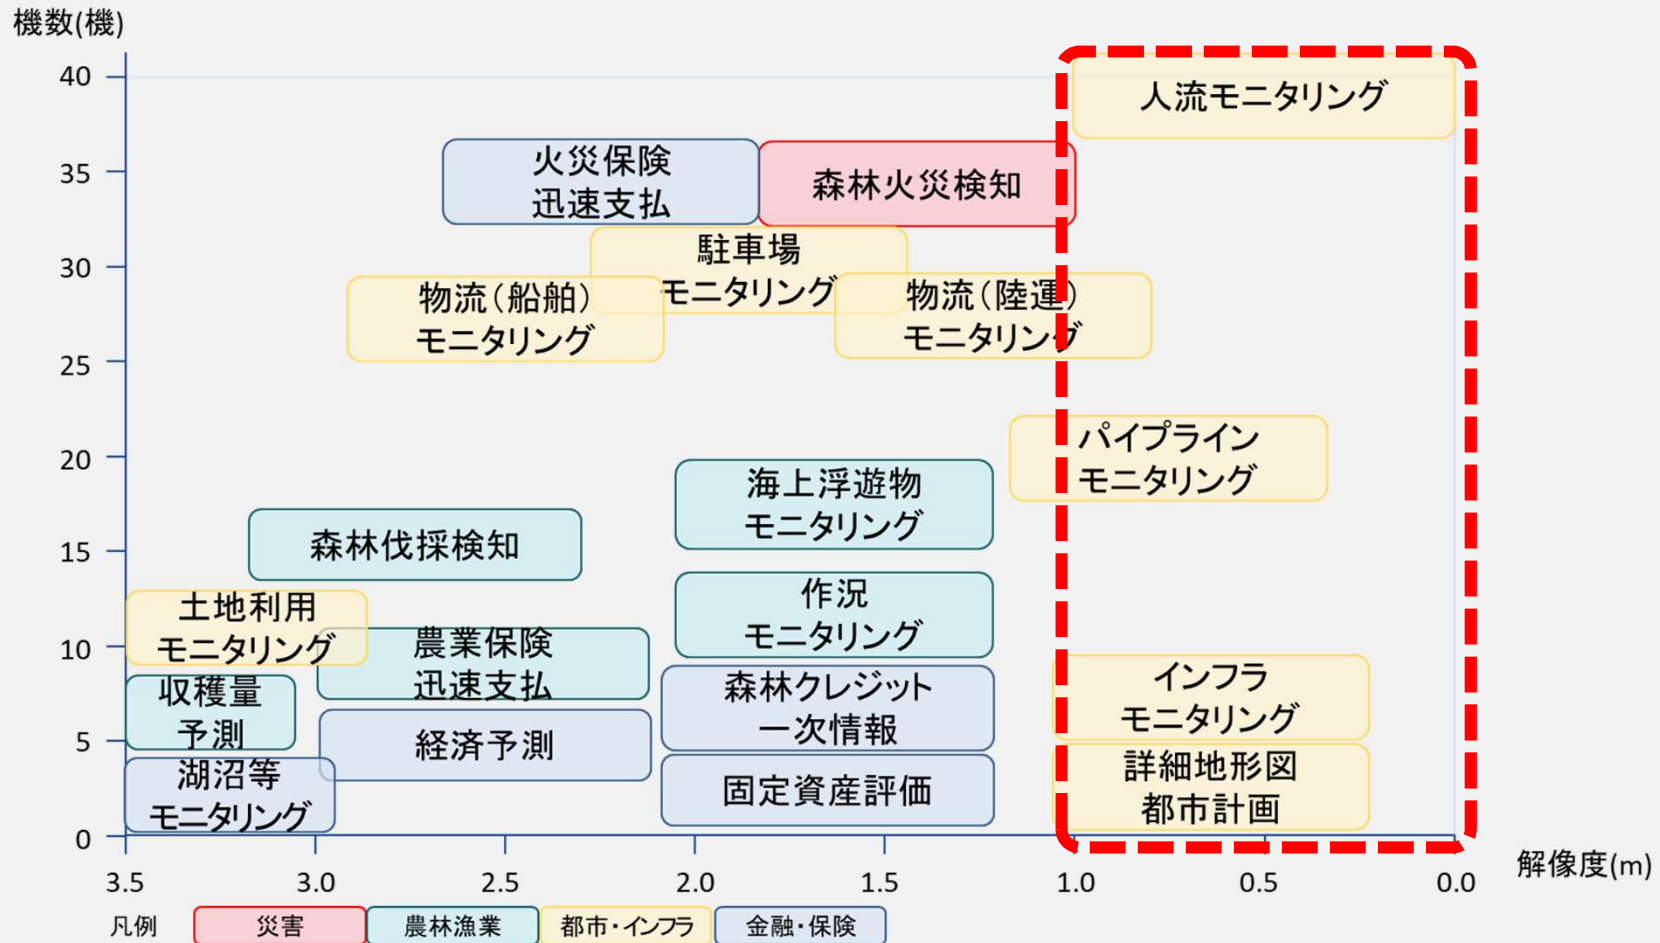 機数(機)
40
人流モニタリング
35
火災保険
迅速支払
森林火災検知
30
駐車場
モニタリング
物流(船舶)
モニタリング
物流(陸運)
モニタリング
25
20
パイプライン
モニタリング
海上浮遊物
モニタリング
15
森林伐採検知
作況
モニタリング
10
土地利用
モニタリング
農業保険
迅速支払
収穫量
予測
森林クレジット
一次情報
インフラ
モニタリング
5
経済予測
湖沼等
モニタリング
固定資産評価
詳細地形図
都市計画
0
3.5
3.0
2.5
2.0
1.5
1.0
0.5
0.0
解像度(m)
凡例
災害
農林漁業
都市・インフラ
金融・保険